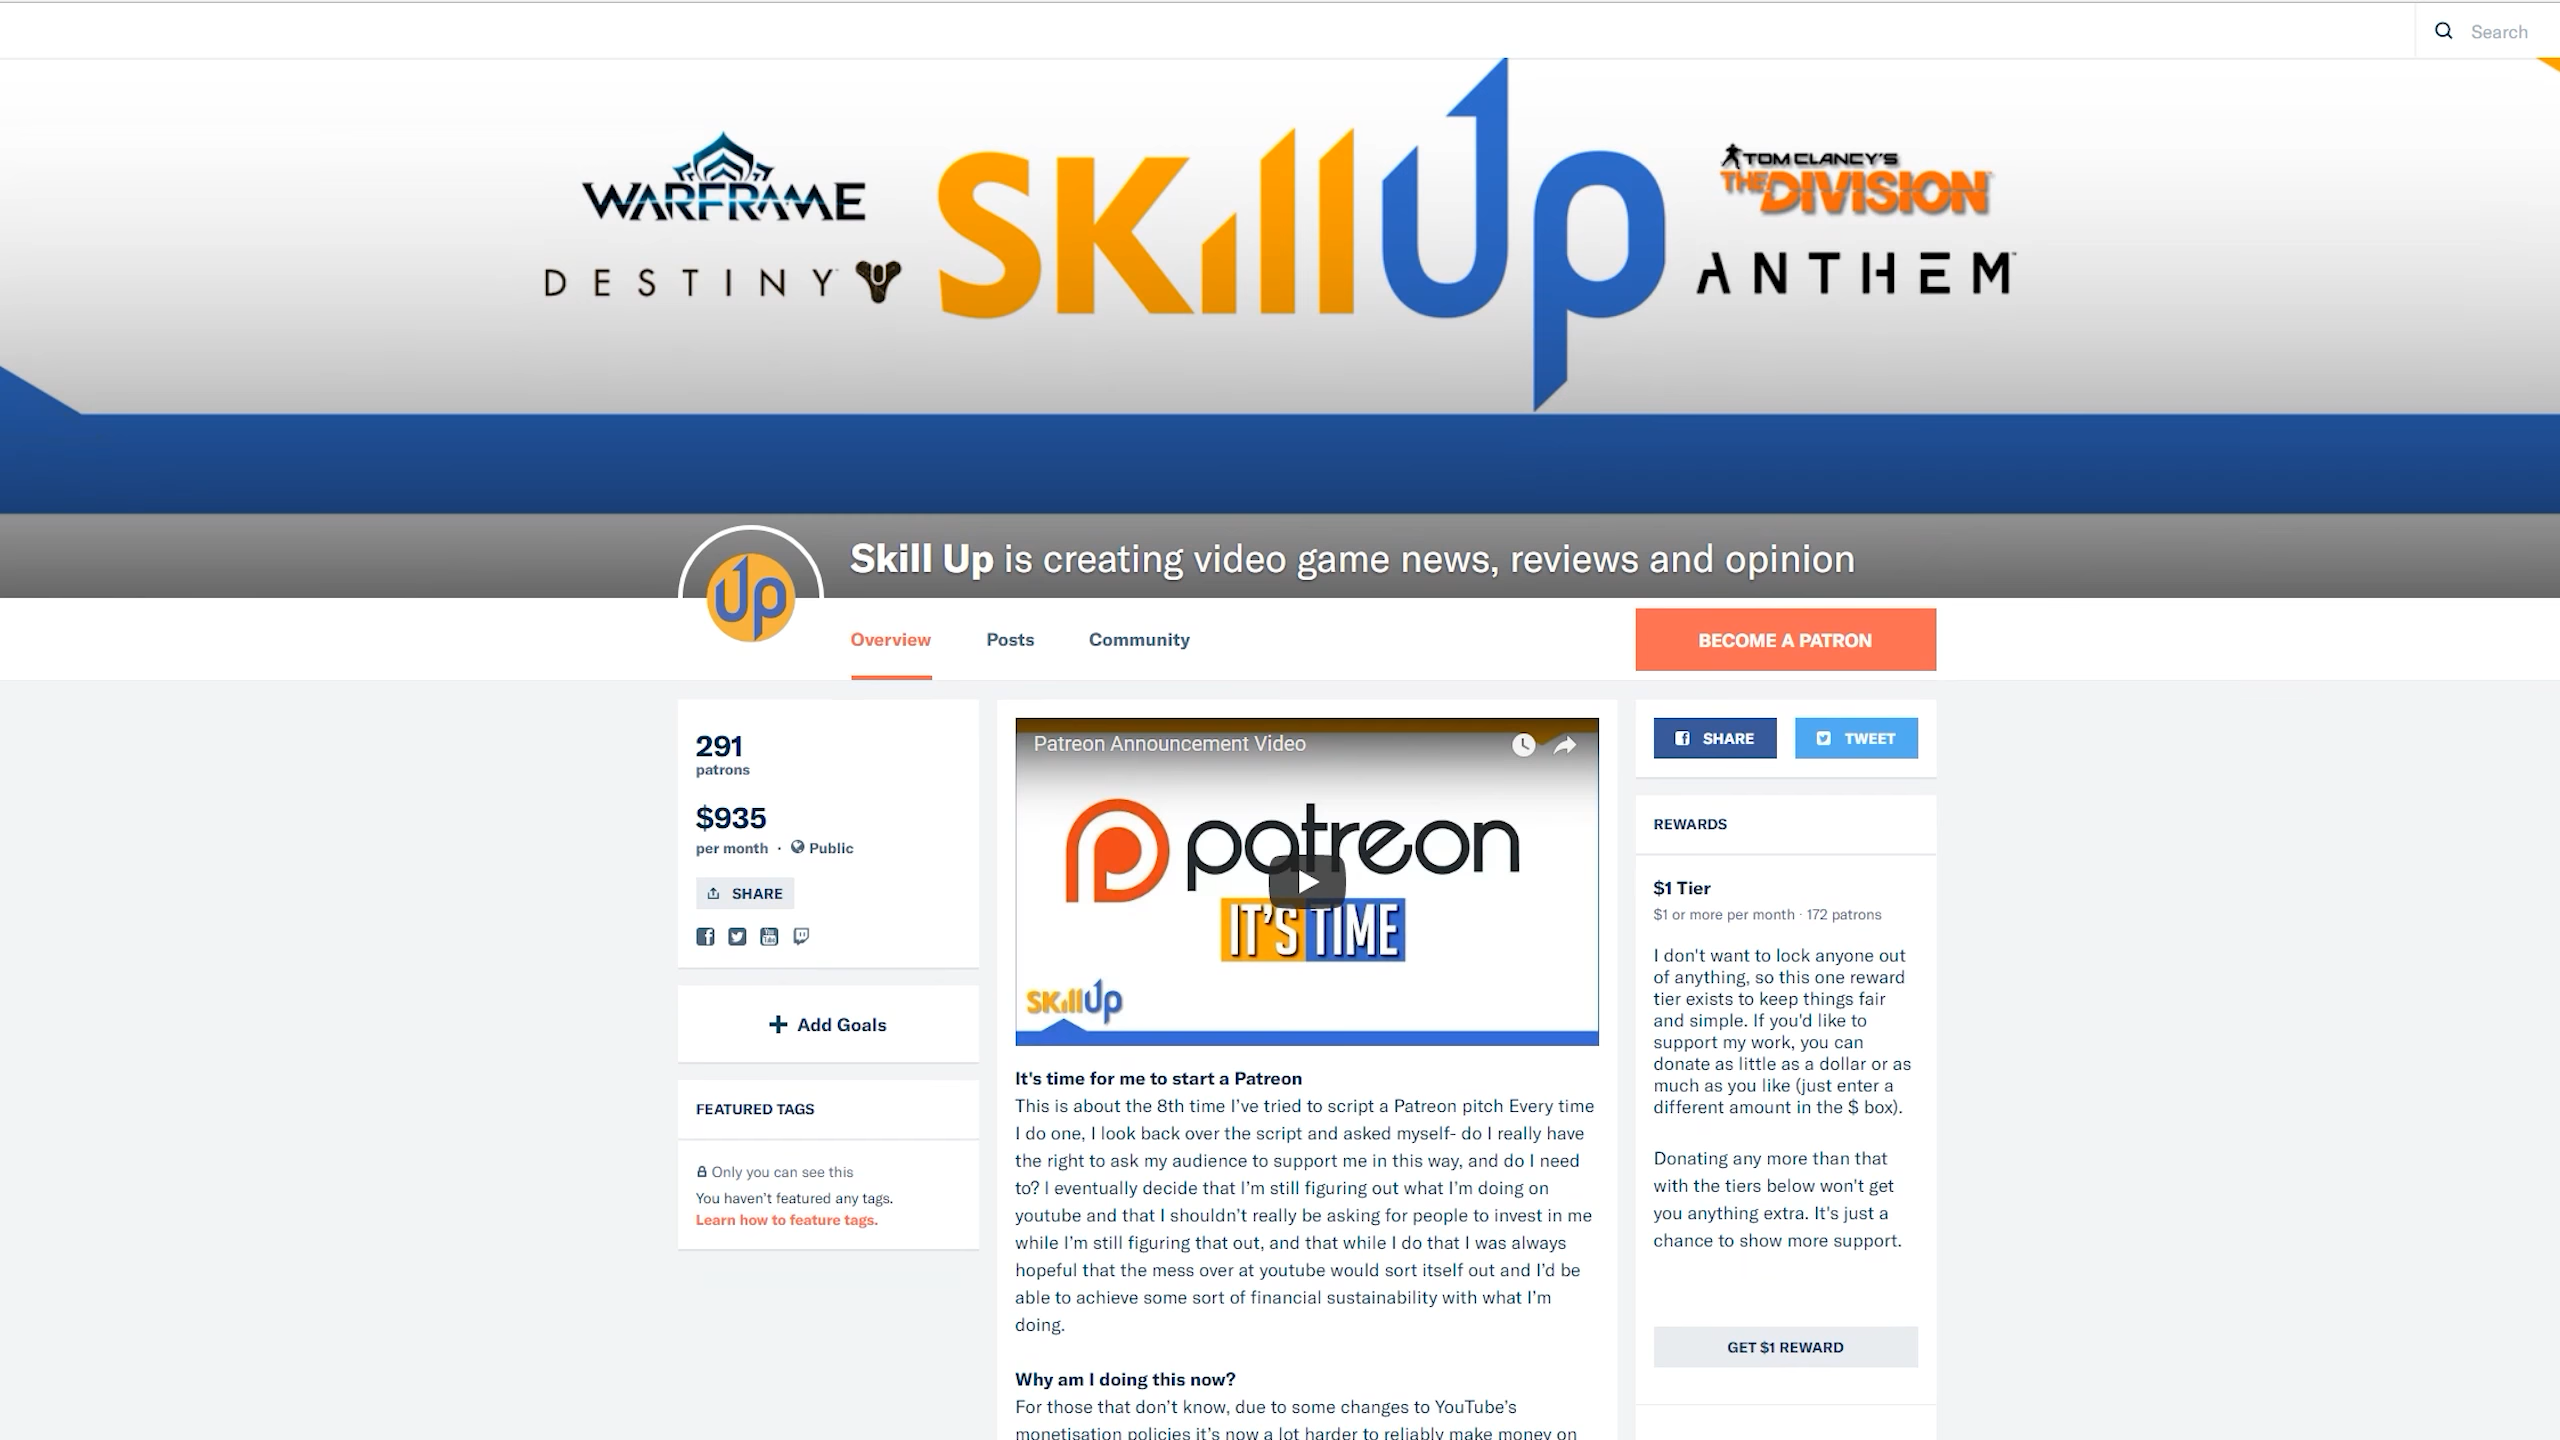 Search
WARFRAME
DESTINY
SKillUp
TOM CLANCY'S
THE DIVISION
ANTHEM
Skill Up is creating video game news, reviews and opinion
Up
Overview
Posts
Community
BECOME A PATRON
291
patrons
$935
per month · Public
SHARE
Add Goals
FEATURED TAGS
Only you can see this
You haven't featured any tags.
Learn how to feature tags.
Patreon Announcement Video
patreon
IT'S TIME
SKillUp
It's time for me to start a Patreon
This is about the 8th time I've tried to script a Patreon pitch Every time
I do one, I look back over the script and asked myself- do I really have
the right to ask my audience to support me in this way, and do I need
to? I eventually decide that I'm still figuring out what I'm doing on
youtube and that I shouldn't really be asking for people to invest in me
while I'm still figuring that out, and that while I do that I was always
hopeful that the mess over at youtube would sort itself out and I'd be
able to achieve some sort of financial sustainability with what I'm
doing.
Why am I doing this now?
For those that don't know, due to some changes to YouTube's
monetisation policies it's now a lot harder to reliably make money on
SHARE
TWEET
REWARDS
$1 Tier
$1 or more per month · 172 patrons
I don't want to lock anyone out
of anything, so this one reward
tier exists to keep things fair
and simple. If you'd like to
support my work, you can
donate as little as a dollar or as
much as you like (just enter a
different amount in the $ box).
Donating any more than that
with the tiers below won't get
you anything extra. It's just a
chance to show more support.
GET $1 REWARD